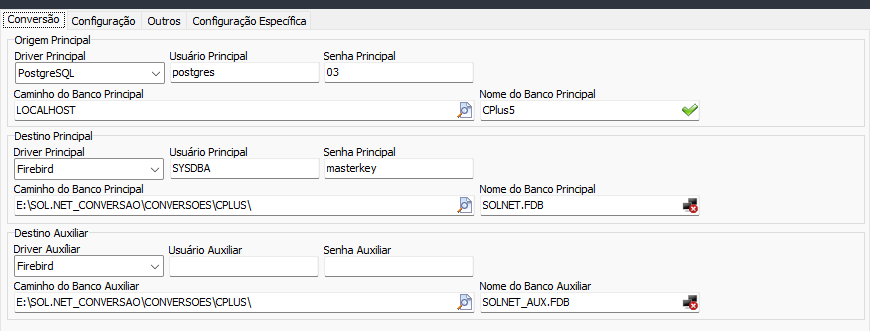 Conversão Configuração Outros Configuração Específica
Origem Principal
Driver Principal Usuário Principal Senha Principal
PostgreSQL postgres 03
Caminho do Banco Principal Nome do Banco Principal
LOCALHOST CPlus5
Destino Principal
Driver Principal Usuário Principal Senha Principal
Firebird SYSDBA masterkey
Caminho do Banco Principal Nome do Banco Principal
E:\SOL.NET_CONVERSAO\CONVERSOES\CPLUS\ SOLNET.FDB
Destino Auxiliar
Driver Auxíliar Usuário Auxiliar Senha Auxiliar
Firebird
Caminho do Banco Auxiliar Nome do Banco Auxiliar
E:\SOL.NET_CONVERSAO\CONVERSOES\CPLUS\ SOLNET_AUX.FDB